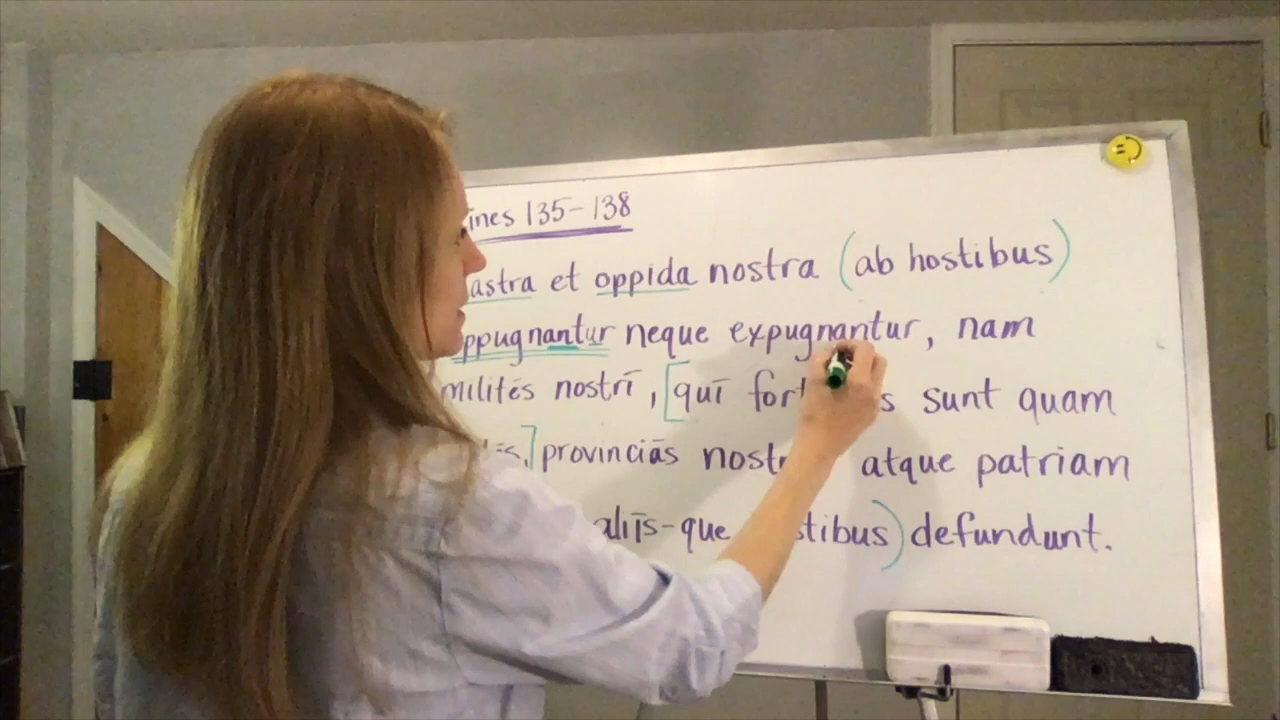 ines 135-138
astra et oppida nostra (ab hostibus)
ppugnantur neque expugnantur, nam
milites nostrī, [quī fort s sunt quam
s,] provinciās nostr atque patriam
aliīs-que stibus) defundunt.